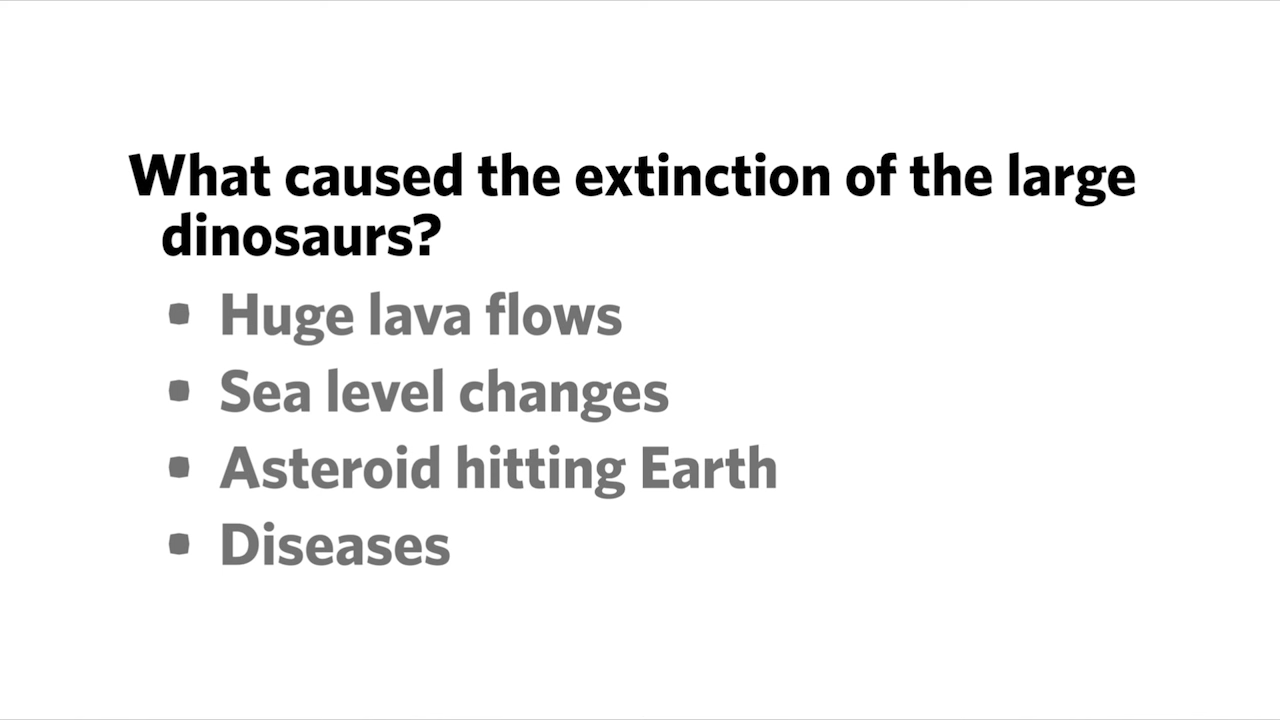 What caused the extinction of the large
dinosaurs?
▪ Huge lava flows
▪ Sea level changes
▪ Asteroid hitting Earth
▪ Diseases